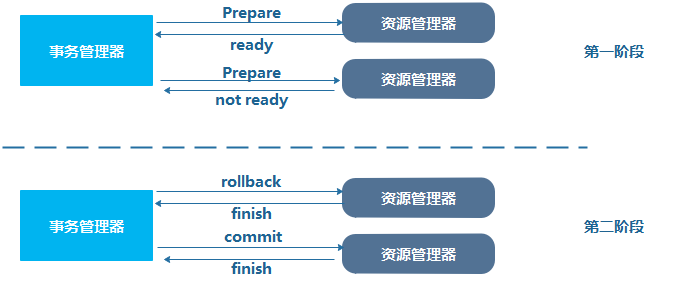 Prepare
资源管理器
ready
事务管理器
第一阶段
Prepare
资源管理器
not ready
rollback
资源管理器
finish
事务管理器
第二阶段
commit
资源管理器
finish